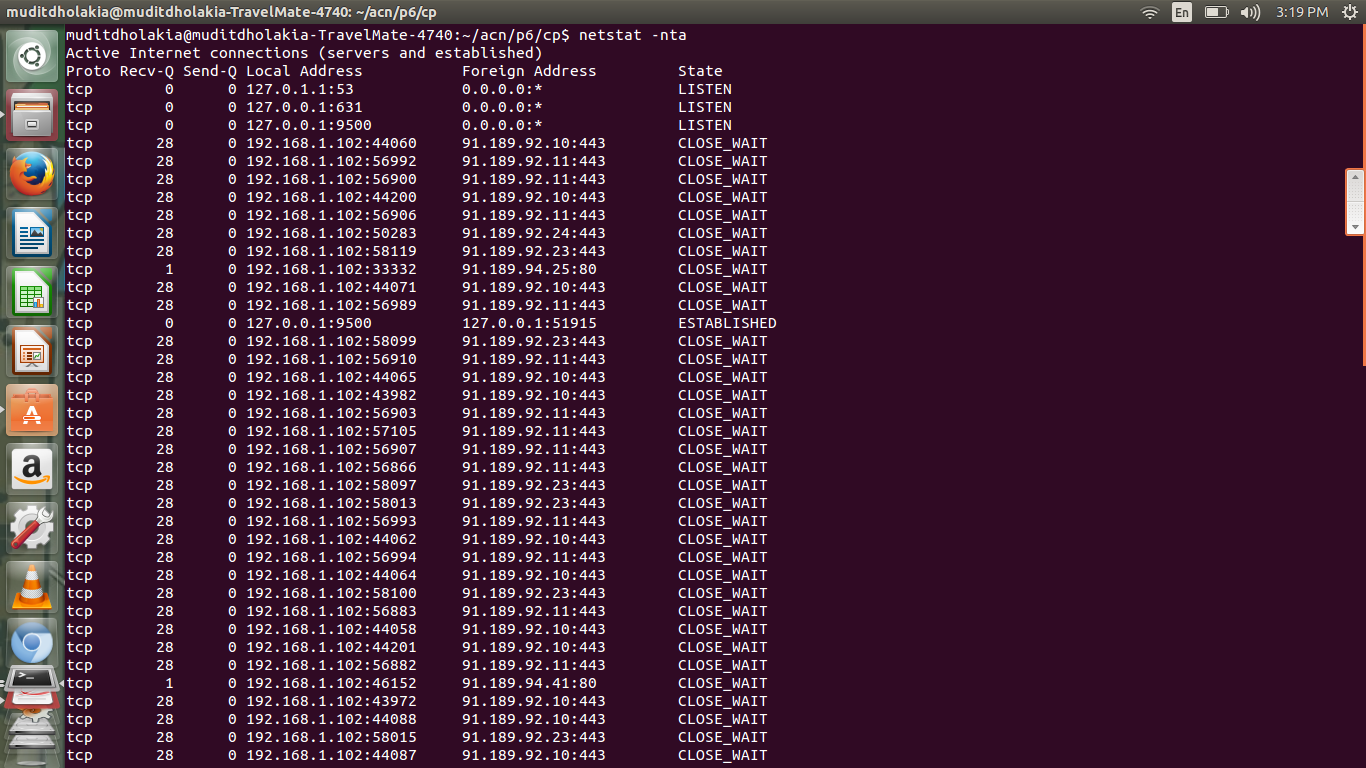 muditdholakia@muditdholakia-TravelMate-4740: ~/acn/p6/cp
En
3:19 PM
muditdholakia@muditdholakia-TravelMate-4740:~/acn/p6/cp$ netstat -nta
Active Internet connections (servers and established)
Proto Recv-Q Send-Q Local Address           Foreign Address         State
tcp        0      0 127.0.1.1:53            0.0.0.0:*               LISTEN
tcp        0      0 127.0.0.1:631           0.0.0.0:*               LISTEN
tcp        0      0 127.0.0.1:9500          0.0.0.0:*               LISTEN
tcp       28      0 192.168.1.102:44060     91.189.92.10:443        CLOSE_WAIT
tcp       28      0 192.168.1.102:56992     91.189.92.11:443        CLOSE_WAIT
tcp       28      0 192.168.1.102:56900     91.189.92.11:443        CLOSE_WAIT
tcp       28      0 192.168.1.102:44200     91.189.92.10:443        CLOSE_WAIT
tcp       28      0 192.168.1.102:56906     91.189.92.11:443        CLOSE_WAIT
tcp       28      0 192.168.1.102:50283     91.189.92.24:443        CLOSE_WAIT
tcp       28      0 192.168.1.102:58119     91.189.92.23:443        CLOSE_WAIT
tcp        1      0 192.168.1.102:33332     91.189.94.25:80         CLOSE_WAIT
tcp       28      0 192.168.1.102:44071     91.189.92.10:443        CLOSE_WAIT
tcp       28      0 192.168.1.102:56989     91.189.92.11:443        CLOSE_WAIT
tcp        0      0 127.0.0.1:9500          127.0.0.1:51915         ESTABLISHED
tcp       28      0 192.168.1.102:58099     91.189.92.23:443        CLOSE_WAIT
tcp       28      0 192.168.1.102:56910     91.189.92.11:443        CLOSE_WAIT
tcp       28      0 192.168.1.102:44065     91.189.92.10:443        CLOSE_WAIT
tcp       28      0 192.168.1.102:43982     91.189.92.10:443        CLOSE_WAIT
tcp       28      0 192.168.1.102:56903     91.189.92.11:443        CLOSE_WAIT
tcp       28      0 192.168.1.102:57105     91.189.92.11:443        CLOSE_WAIT
tcp       28      0 192.168.1.102:56907     91.189.92.11:443        CLOSE_WAIT
tcp       28      0 192.168.1.102:56866     91.189.92.11:443        CLOSE_WAIT
tcp       28      0 192.168.1.102:58097     91.189.92.23:443        CLOSE_WAIT
tcp       28      0 192.168.1.102:58013     91.189.92.23:443        CLOSE_WAIT
tcp       28      0 192.168.1.102:56993     91.189.92.11:443        CLOSE_WAIT
tcp       28      0 192.168.1.102:44062     91.189.92.10:443        CLOSE_WAIT
tcp       28      0 192.168.1.102:56994     91.189.92.11:443        CLOSE_WAIT
tcp       28      0 192.168.1.102:44064     91.189.92.10:443        CLOSE_WAIT
tcp       28      0 192.168.1.102:58100     91.189.92.23:443        CLOSE_WAIT
tcp       28      0 192.168.1.102:56883     91.189.92.11:443        CLOSE_WAIT
tcp       28      0 192.168.1.102:44058     91.189.92.10:443        CLOSE_WAIT
tcp       28      0 192.168.1.102:44201     91.189.92.10:443        CLOSE_WAIT
tcp       28      0 192.168.1.102:56882     91.189.92.11:443        CLOSE_WAIT
tcp        1      0 192.168.1.102:46152     91.189.94.41:80         CLOSE_WAIT
tcp       28      0 192.168.1.102:43972     91.189.92.10:443        CLOSE_WAIT
tcp       28      0 192.168.1.102:44088     91.189.92.10:443        CLOSE_WAIT
tcp       28      0 192.168.1.102:58015     91.189.92.23:443        CLOSE_WAIT
tcp       28      0 192.168.1.102:44087     91.189.92.10:443        CLOSE_WAIT